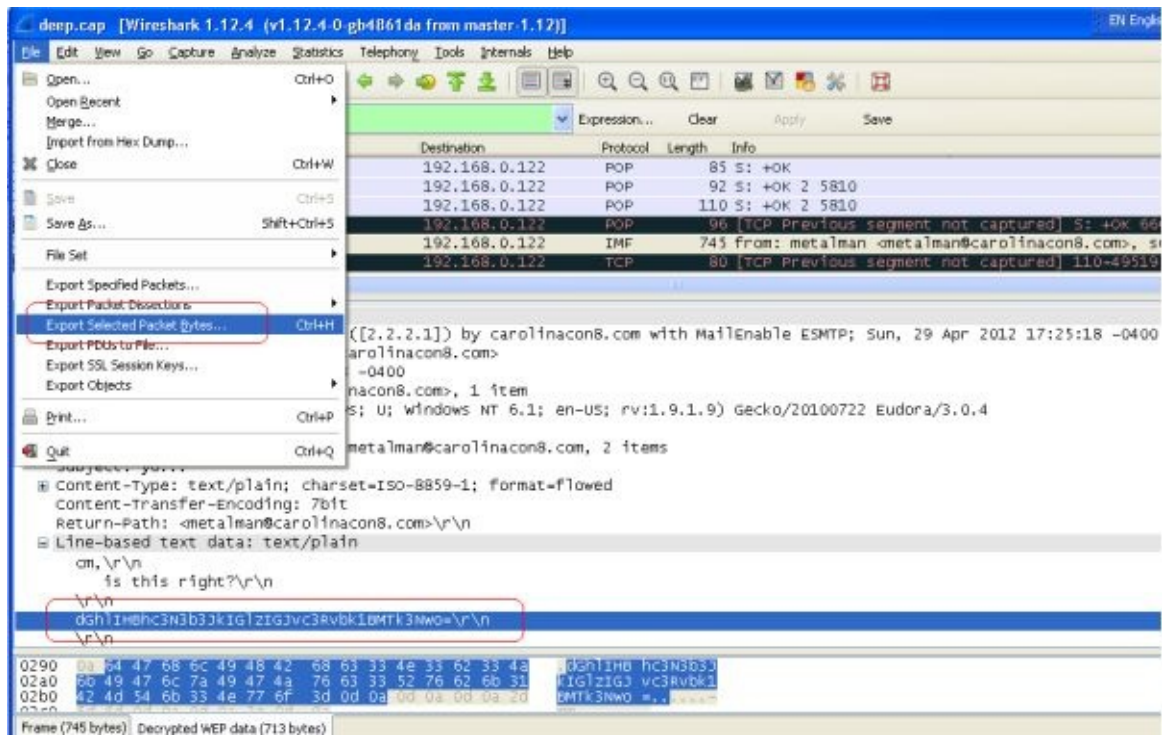 deep.cap [Wireshark 1.12.4 (v1.12.4-0-gb4861da from master-1.12)]
EN Englis
File Edit View Go Capture Analyze Statistics Telephony Tools Internals Help
Open... Ctrl+O
Open Recent
Merge...
Import from Hex Dump...
Close Ctrl+W
Save Ctrl+S
Save As... Shift+Ctrl+S
File Set
Export Specified Packets...
Export Packet Dissections
Export Selected Packet Bytes... Ctrl+H
Export PDUs to File...
Export SSL Session Keys...
Export Objects
Print... Ctrl+P
Quit Ctrl+Q
Expression... Clear Apply Save
Destination Protocol Length Info
192.168.0.122 POP 85 S: +OK
192.168.0.122 POP 92 S: +OK 2 5810
192.168.0.122 POP 110 S: +OK 2 5810
192.168.0.122 POP 96 [TCP Previous segment not captured] S: +OK 66
192.168.0.122 IMF 745 from: metalman <metalman@carolinacon8.com>, s
192.168.0.122 TCP 80 [TCP Previous segment not captured] 110-49519
([2.2.2.1]) by carolinacon8.com with MailEnable ESMTP; Sun, 29 Apr 2012 17:25:18 -0400
arolinacon8.com>
-0400
nacon8.com>, 1 item
s; U; Windows NT 6.1; en-US; rv:1.9.1.9) Gecko/20100722 Eudora/3.0.4
metalman@carolinacon8.com, 2 items
Subject: yo...
Content-Type: text/plain; charset=ISO-8859-1; format=flowed
Content-Transfer-Encoding: 7bit
Return-Path: <metalman@carolinacon8.com>\r\n
Line-based text data: text/plain
cm,\r\n
is this right?\r\n
\r\n
dGhlIHBhc3N3b3JkIGlzIGJvc3Rvbk1BMTk3Nwo=\r\n
\r\n
0290 0a 64 47 68 6c 49 48 42 68 63 33 4e 33 62 33 4a .dGhlIHB hc3N3b3J
02a0 6b 49 47 6c 7a 49 47 4a 76 63 33 52 76 62 6b 31 kIGlzIGJ vc3Rvbk1
02b0 42 4d 54 6b 33 4e 77 6f 3d 0d 0a 0d 0a 0d 0a 2d BMTk3Nwo =......-
Frame (745 bytes) Decrypted WEP data (713 bytes)